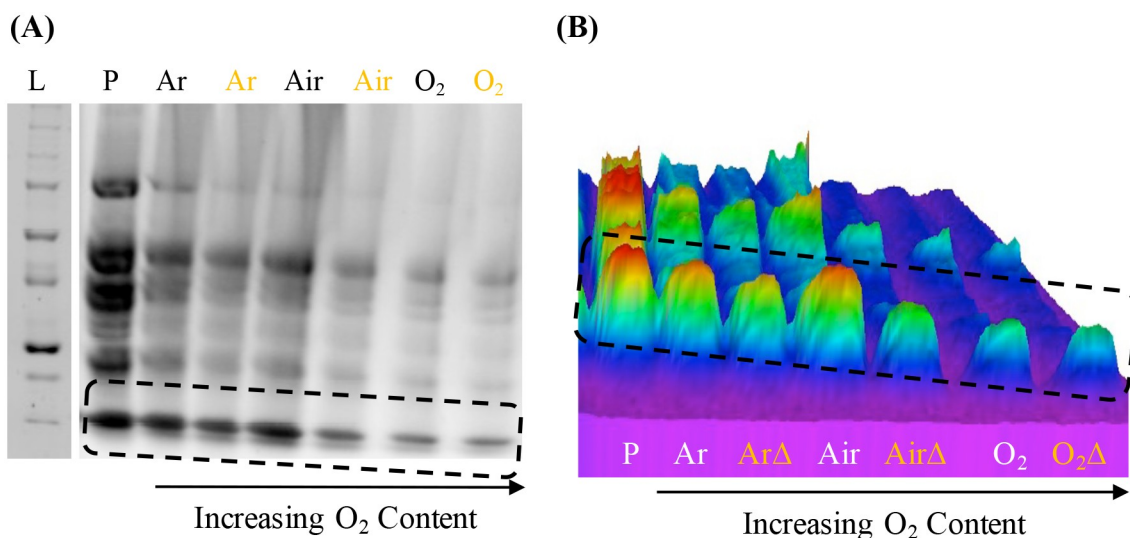 (A)
L P Ar Ar Air Air O₂ O₂
Increasing O₂ Content
(B)
P Ar ArΔ Air AirΔ O₂ O₂Δ
Increasing O₂ Content